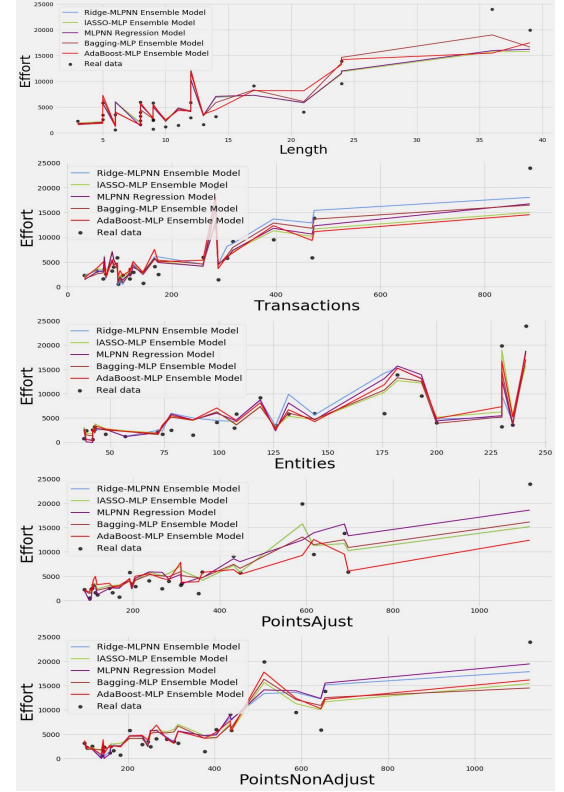 25000
20000
15000
10000
5000
0
Effort
Ridge-MLPNN Ensemble Model
lASSO-MLP Ensemble Model
MLPNN Regression Model
Bagging-MLP Ensemble Model
AdaBoost-MLP Ensemble Model
Real data
5 10 15 20 25 30 35 40
Length
25000
20000
15000
10000
5000
0
Effort
Ridge-MLPNN Ensemble Model
lASSO-MLP Ensemble Model
MLPNN Regression Model
Bagging-MLP Ensemble Model
AdaBoost-MLP Ensemble Model
Real data
0 200 400 600 800
Transactions
25000
20000
15000
10000
5000
0
Effort
Ridge-MLPNN Ensemble Model
lASSO-MLP Ensemble Model
MLPNN Regression Model
Bagging-MLP Ensemble Model
AdaBoost-MLP Ensemble Model
Real data
50 75 100 125 150 175 200 225 250
Entities
25000
20000
15000
10000
5000
0
Effort
Ridge-MLPNN Ensemble Model
lASSO-MLP Ensemble Model
MLPNN Regression Model
Bagging-MLP Ensemble Model
AdaBoost-MLP Ensemble Model
Real data
200 400 600 800 1000
PointsAjust
25000
20000
15000
10000
5000
0
Effort
Ridge-MLPNN Ensemble Model
lASSO-MLP Ensemble Model
MLPNN Regression Model
Bagging-MLP Ensemble Model
AdaBoost-MLP Ensemble Model
Real data
200 400 600 800 1000
PointsNonAdjust